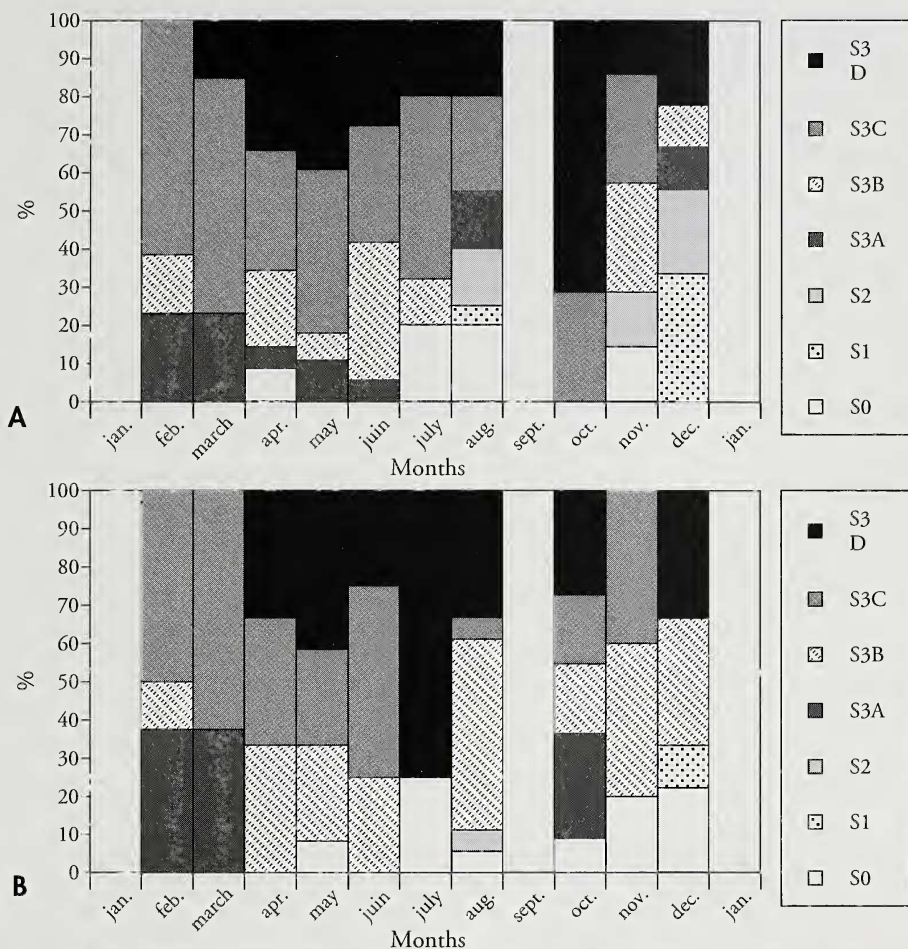 100
90
80
70
60
50
40
30
20
10
0
%
A
jan.
feb.
march
apr.
may
juin
july
aug.
sept.
oct.
nov.
dec.
jan.
Months
S3
D
S3C
S3B
S3A
S2
S1
S0
100
90
80
70
60
50
40
30
20
10
0
%
B
jan.
feb.
march
apr.
may
juin
july
aug.
sept.
oct.
nov.
dec.
jan.
Months
S3
D
S3C
S3B
S3A
S2
S1
S0